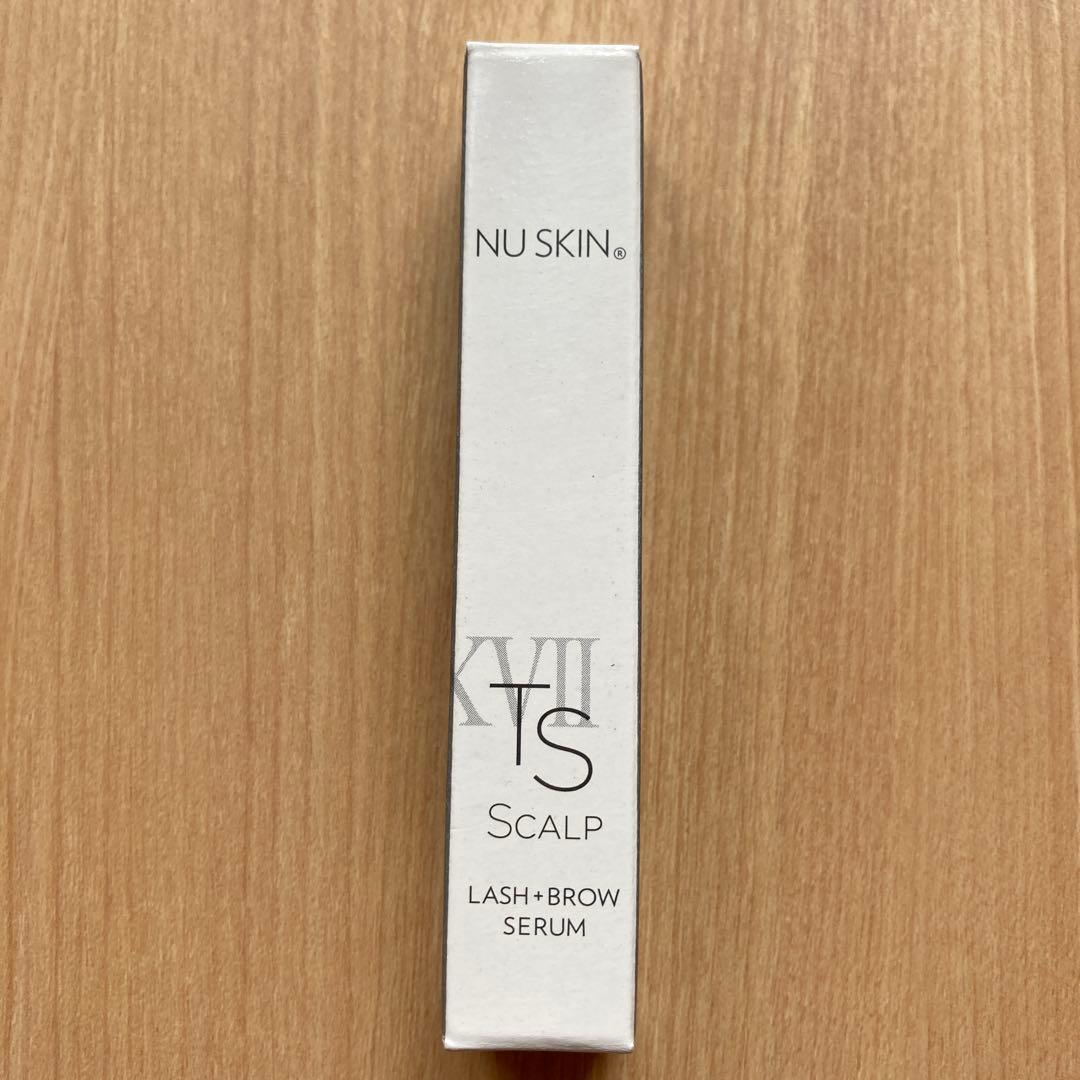 NU SKIN®
XVII
TS
SCALP
LASH+BROW
SERUM